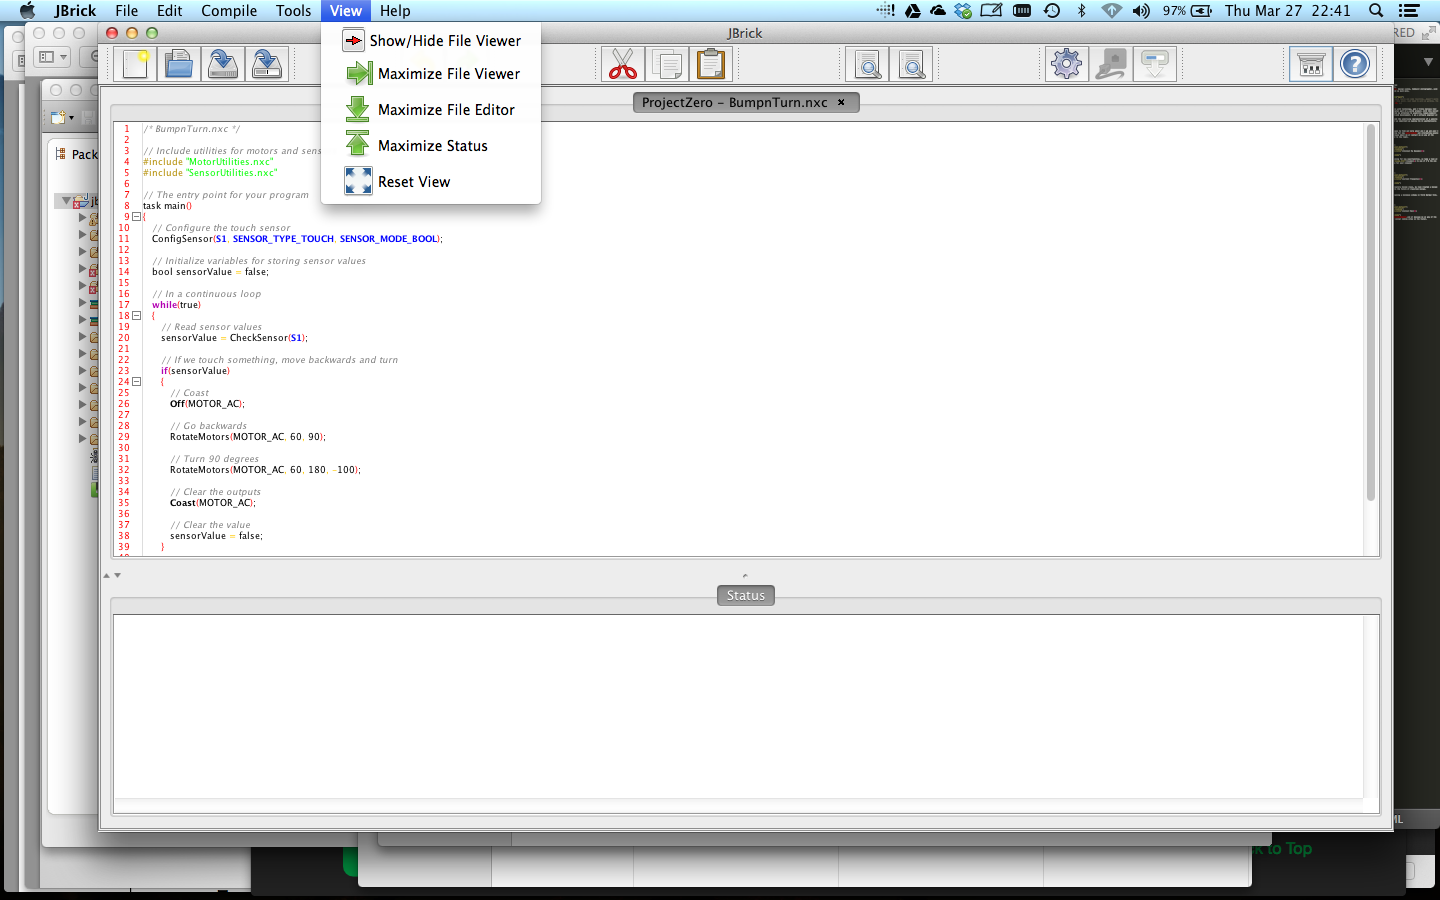 JBrick File Edit Compile Tools View Help 97% Thu Mar 27 22:41
JBrick
Show/Hide File Viewer
Maximize File Viewer
Maximize File Editor
Maximize Status
Reset View
ProjectZero – BumpnTurn.nxc ×
Pack
1 /* BumpnTurn.nxc */
2
3 // Include utilities for motors and sens
4 #include "MotorUtilities.nxc"
5 #include "SensorUtilities.nxc"
6
7 // The entry point for your program
8 task main()
9 {
10 // Configure the touch sensor
11 ConfigSensor(S1, SENSOR_TYPE_TOUCH, SENSOR_MODE_BOOL);
12
13 // Initialize variables for storing sensor values
14 bool sensorValue = false;
15
16 // In a continuous loop
17 while(true)
18 {
19 // Read sensor values
20 sensorValue = CheckSensor(S1);
21
22 // If we touch something, move backwards and turn
23 if(sensorValue)
24 {
25 // Coast
26 Off(MOTOR_AC);
27
28 // Go backwards
29 RotateMotors(MOTOR_AC, 60, 90);
30
31 // Turn 90 degrees
32 RotateMotors(MOTOR_AC, 60, 180, -100);
33
34 // Clear the outputs
35 Coast(MOTOR_AC);
36
37 // Clear the value
38 sensorValue = false;
39 }
Status
RED
ML
k to Top